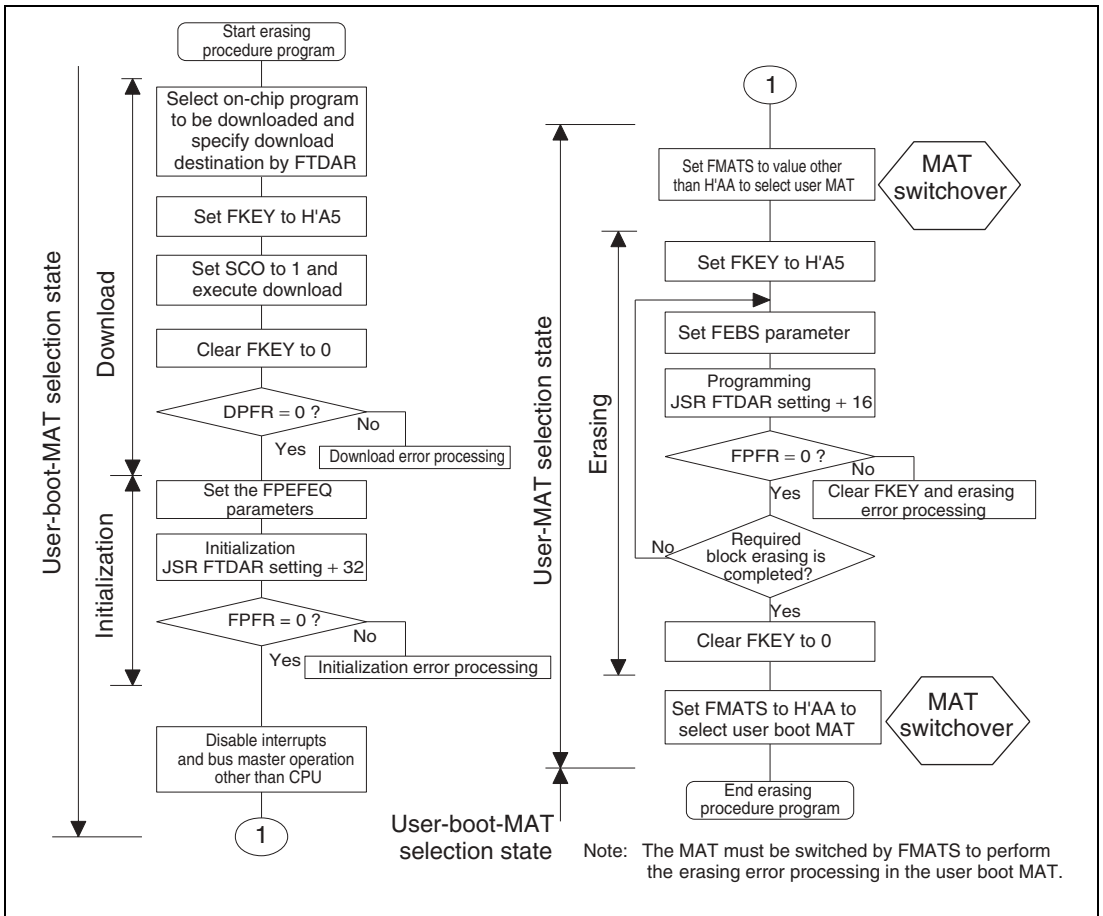 Start erasing
procedure program
Select on-chip program
to be downloaded and
specify download
destination by FTDAR
Set FKEY to H'A5
Set SCO to 1 and
execute download
Clear FKEY to 0
DPFR = 0 ?
No
Yes
Download error processing
Set the FPEFEQ
parameters
Initialization
JSR FTDAR setting + 32
FPFR = 0 ?
No
Yes
Initialization error processing
Disable interrupts
and bus master operation
other than CPU
1
User-boot-MAT selection state
Download
Initialization
1
Set FMATS to value other
than H'AA to select user MAT
MAT
switchover
Set FKEY to H'A5
Set FEBS parameter
Programming
JSR FTDAR setting + 16
FPFR = 0 ?
No
Yes
Clear FKEY and erasing
error processing
Required
block erasing is
completed?
No
Yes
Clear FKEY to 0
Set FMATS to H'AA to
select user boot MAT
MAT
switchover
End erasing
procedure program
User-MAT selection state
Erasing
User-boot-MAT
selection state
Note: The MAT must be switched by FMATS to perform
the erasing error processing in the user boot MAT.